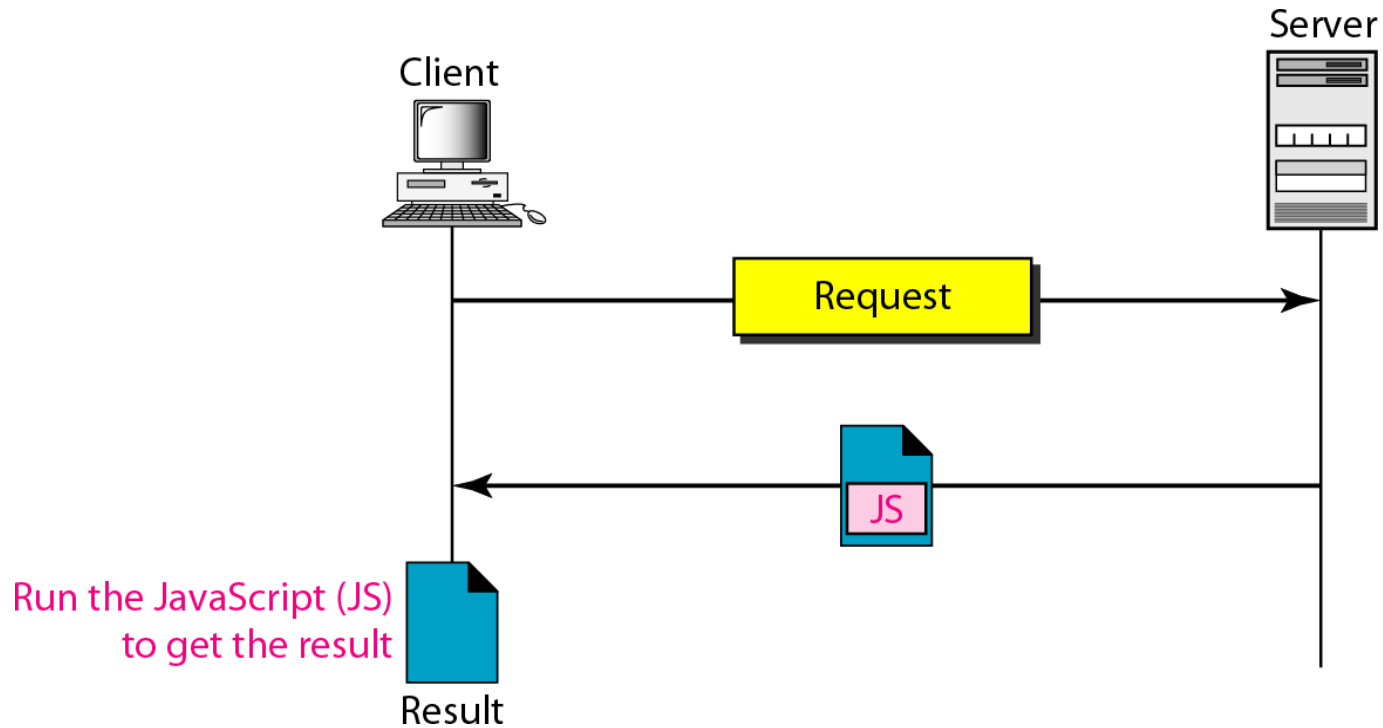 Server
Client
Request
JS
Run the JavaScript (JS)
to get the result
Result